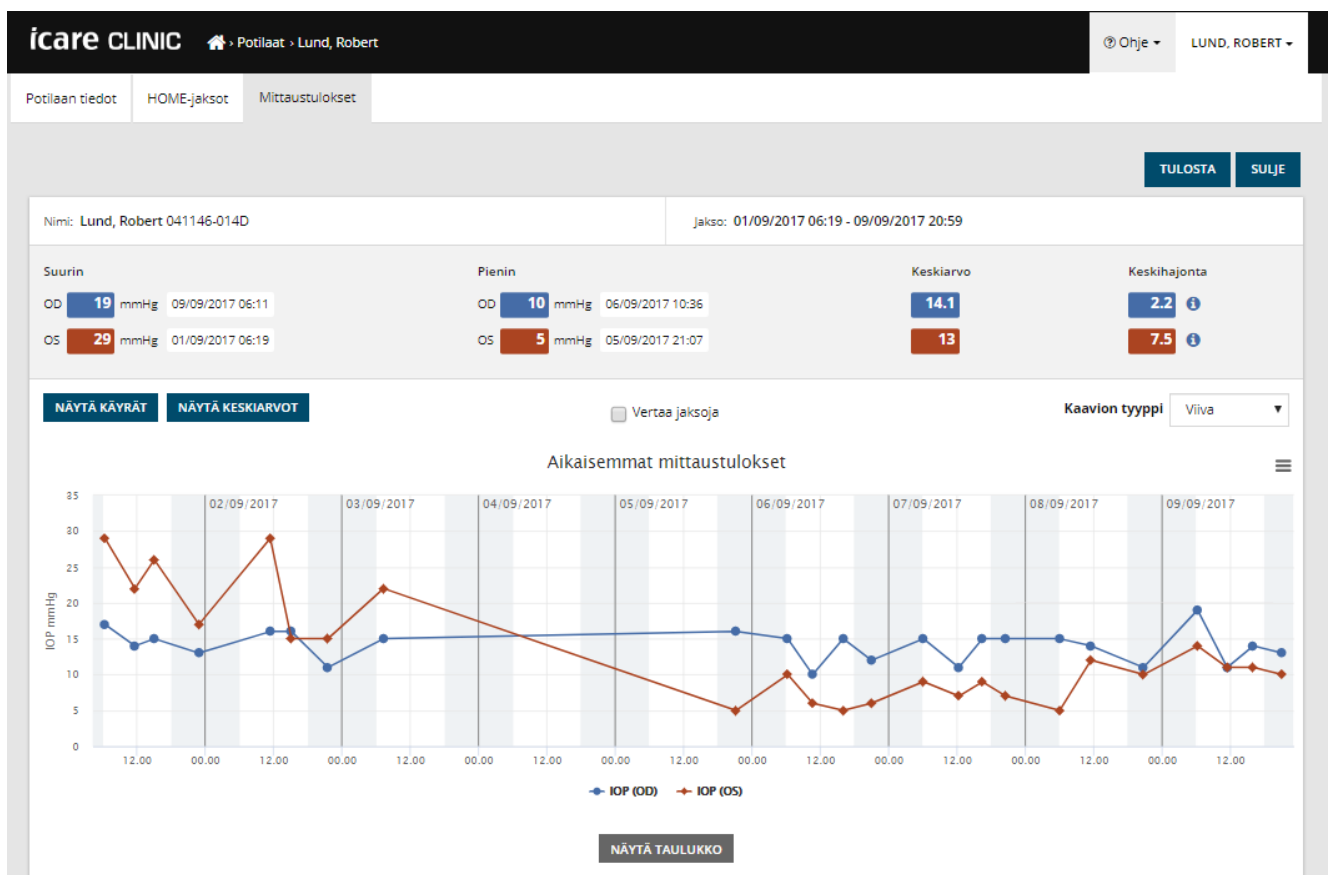 icare CLINIC › Potilaat › Lund, Robert Ohje LUND, ROBERT
Potilaan tiedot HOME-jaksot Mittaustulokset
TULOSTA SULJE
Nimi: Lund, Robert 041146-014D Jakso: 01/09/2017 06:19 - 09/09/2017 20:59
Suurin Pienin Keskiarvo Keskihajonta
OD 19 mmHg 09/09/2017 06:11 OD 10 mmHg 06/09/2017 10:36 14.1 2.2
OS 29 mmHg 01/09/2017 06:19 OS 5 mmHg 05/09/2017 21:07 13 7.5
NÄYTÄ KÄYRÄT NÄYTÄ KESKIARVOT Vertaa jaksoja Kaavion tyyppi Viiva
Aikaisemmat mittaustulokset
02/09/2017 03/09/2017 04/09/2017 05/09/2017 06/09/2017 07/09/2017 08/09/2017 09/09/2017
35
30
25
20
15
10
5
0
IOP mmHg
12.00 00.00 12.00 00.00 12.00 00.00 12.00 00.00 12.00 00.00 12.00 00.00 12.00 00.00 12.00 00.00 12.00
IOP (OD) IOP (OS)
NÄYTÄ TAULUKKO